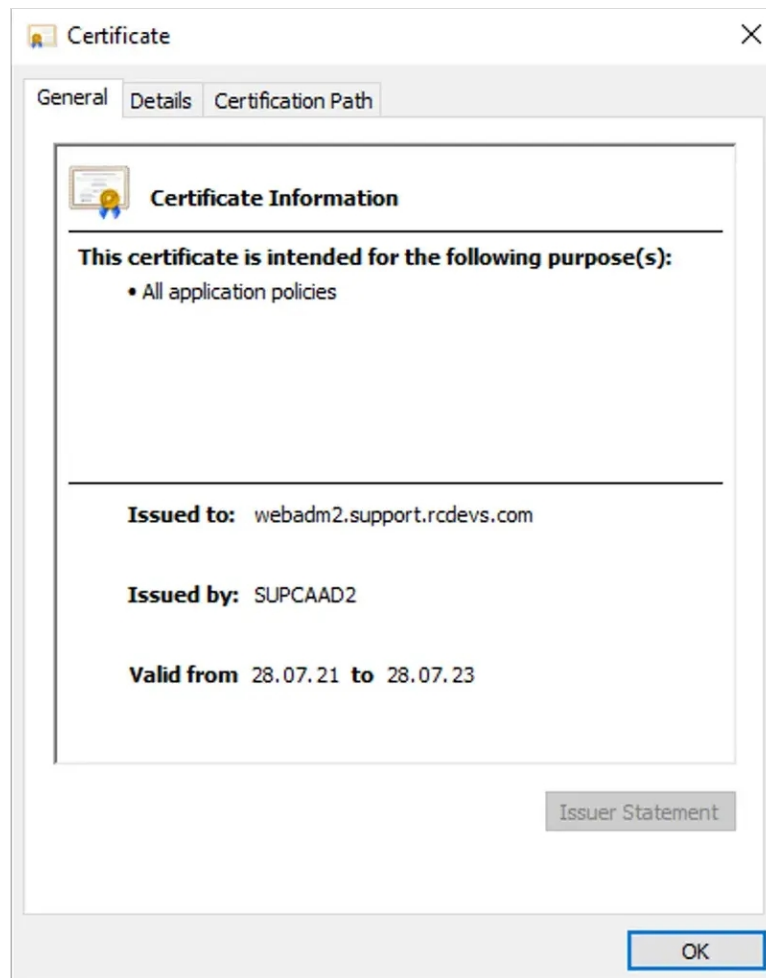 Certificate
General Details Certification Path
Certificate Information
This certificate is intended for the following purpose(s):
• All application policies
Issued to: webadm2.support.rcdevs.com
Issued by: SUPCAAD2
Valid from 28.07.21 to 28.07.23
Issuer Statement
OK